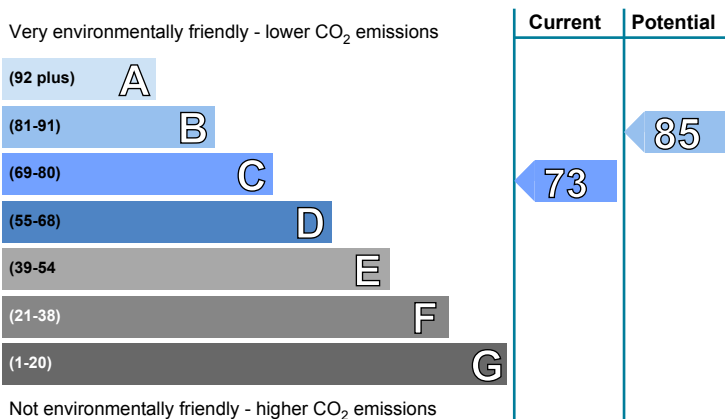 Very environmentally friendly - lower CO2 emissions
Current
Potential
(92 plus) A
(81-91) B
85
(69-80) C
73
(55-68) D
(39-54 E
(21-38) F
(1-20) G
Not environmentally friendly - higher CO2 emissions